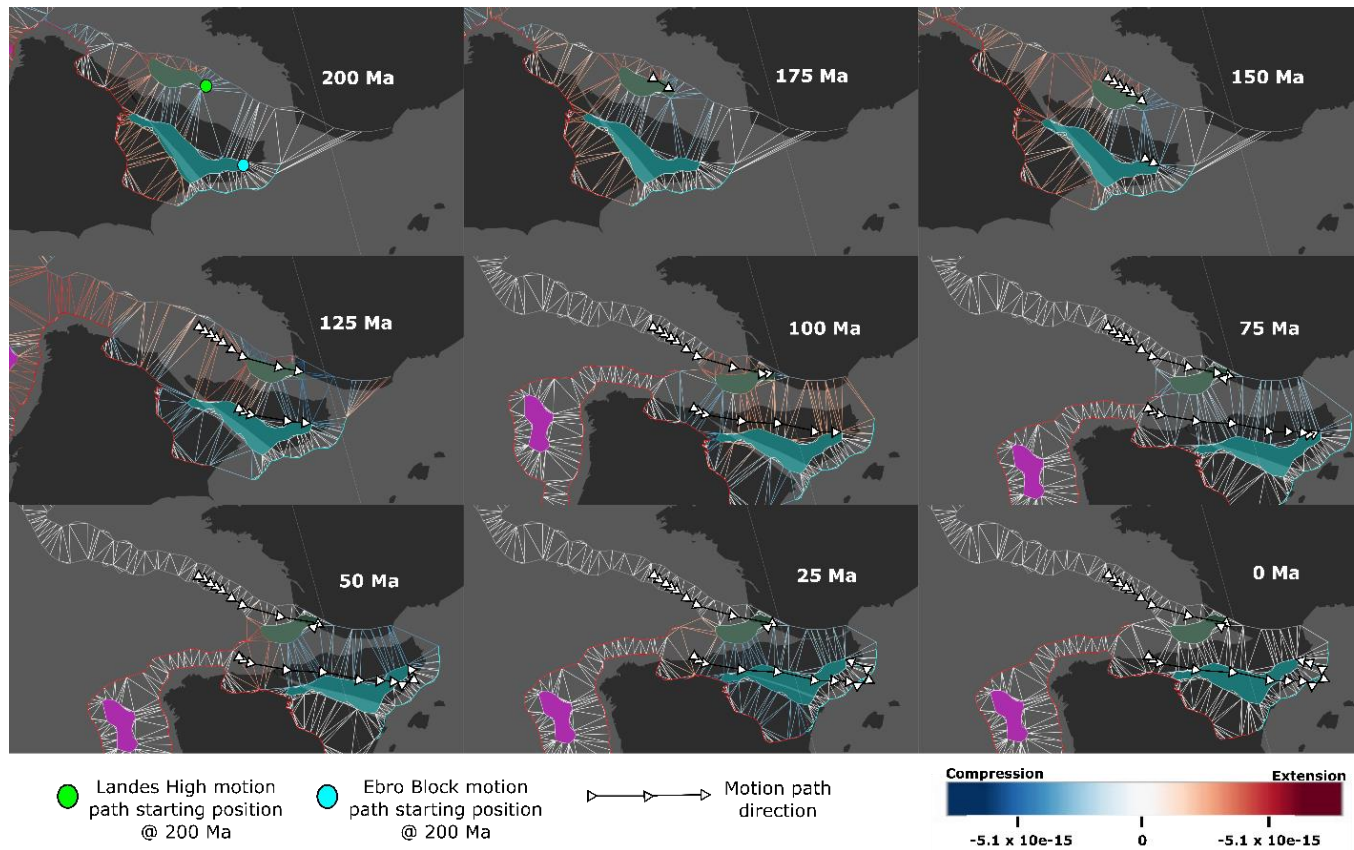 200 Ma
175 Ma
150 Ma
125 Ma
100 Ma
75 Ma
50 Ma
25 Ma
0 Ma
Landes High motion
path starting position
@ 200 Ma
Ebro Block motion
path starting position
@ 200 Ma
Motion path
direction
Compression Extension
-5.1 x 10e-15 0 -5.1 x 10e-15